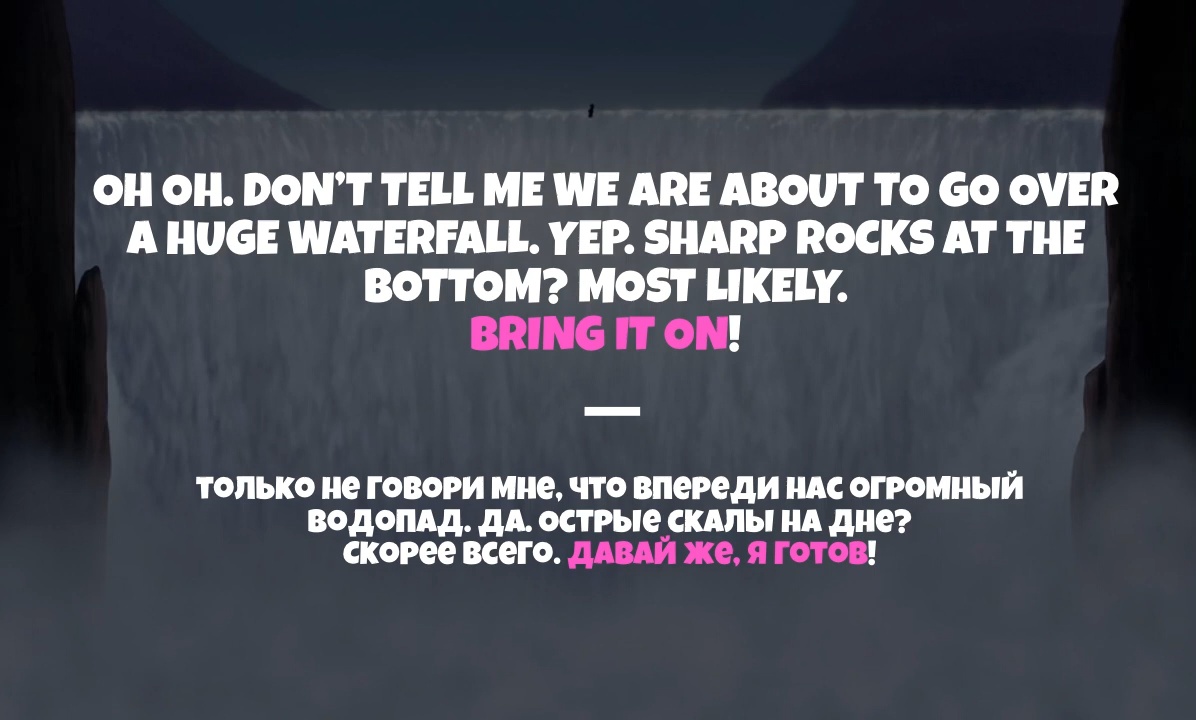 OH OH. DON'T TELL ME WE ARE ABOUT TO GO OVER
A HUGE WATERFALL. YEP. SHARP ROCKS AT THE
BOTTOM? MOST LIKELY.
BRING IT ON!
—
ТОЛЬКО НЕ ГОВОРИ МНЕ, ЧТО ВПЕРЕДИ НАС ОГРОМНЫЙ
ВОДОПАД. ДА. ОСТРЫЕ СКАЛЫ НА ДНЕ?
СКОРЕЕ ВСЕГО. ДАВАЙ ЖЕ, Я ГОТОВ!